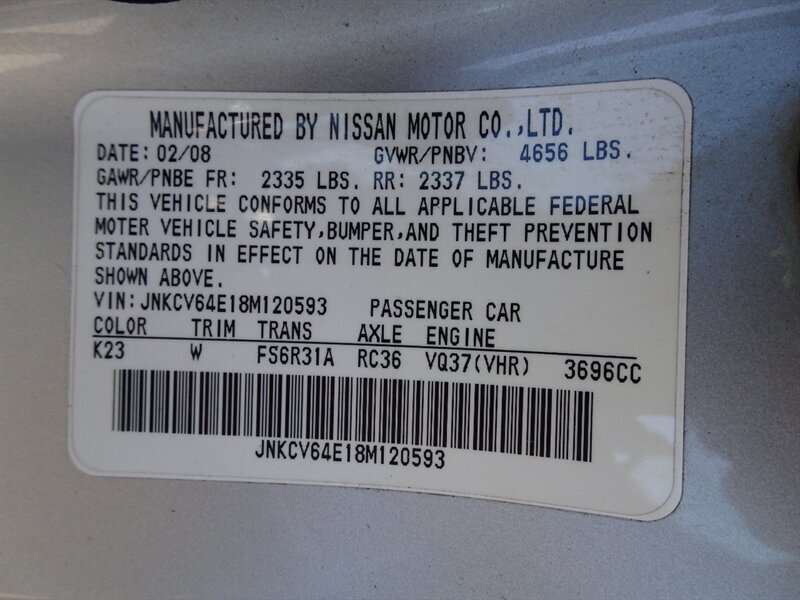 MANUFACTURED BY NISSAN MOTOR CO.,LTD.
DATE: 02/08 GVWR/PNBV: 4656 LBS.
GAWR/PNBE FR: 2335 LBS. RR: 2337 LBS.
THIS VEHICLE CONFORMS TO ALL APPLICABLE FEDERAL
MOTER VEHICLE SAFETY,BUMPER,AND THEFT PREVENTION
STANDARDS IN EFFECT ON THE DATE OF MANUFACTURE
SHOWN ABOVE.
VIN: JNKCV64E18M120593 PASSENGER CAR
COLOR TRIM TRANS AXLE ENGINE
K23 W FS6R31A RC36 VQ37(VHR) 3696CC
JNKCV64E18M120593